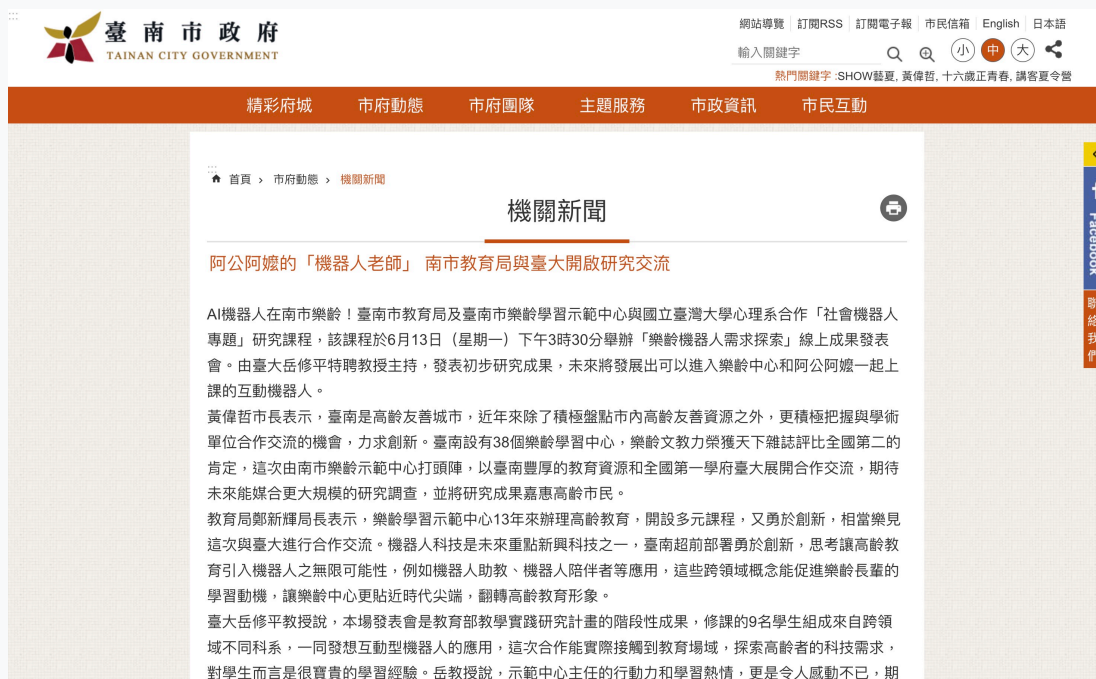 臺南市政府
TAINAN CITY GOVERNMENT
網站導覽 訂閱RSS 訂閱電子報 市民信箱 English 日本語
輸入關鍵字 小 中 大
熱門關鍵字 :SHOW藝夏, 黃偉哲, 十六歲正青春, 講客夏令營
精彩府城 市府動態 市府團隊 主題服務 市政資訊 市民互動
首頁 › 市府動態 › 機關新聞
機關新聞
阿公阿嬤的「機器人老師」 南市教育局與臺大開啟研究交流
AI機器人在南市樂齡！臺南市教育局及臺南市樂齡學習示範中心與國立臺灣大學心理系合作「社會機器人
專題」研究課程，該課程於6月13日（星期一）下午3時30分舉辦「樂齡機器人需求探索」線上成果發表
會。由臺大岳修平特聘教授主持，發表初步研究成果，未來將發展出可以進入樂齡中心和阿公阿嬤一起上
課的互動機器人。
黃偉哲市長表示，臺南是高齡友善城市，近年來除了積極盤點市內高齡友善資源之外，更積極把握與學術
單位合作交流的機會，力求創新。臺南設有38個樂齡學習中心，樂齡文教力榮獲天下雜誌評比全國第二的
肯定，這次由南市樂齡示範中心打頭陣，以臺南豐厚的教育資源和全國第一學府臺大展開合作交流，期待
未來能媒合更大規模的研究調查，並將研究成果嘉惠高齡市民。
教育局鄭新輝局長表示，樂齡學習示範中心13年來辦理高齡教育，開設多元課程，又勇於創新，相當樂見
這次與臺大進行合作交流。機器人科技是未來重點新興科技之一，臺南超前部署勇於創新，思考讓高齡教
育引入機器人之無限可能性，例如機器人助教、機器人陪伴者等應用，這些跨領域概念能促進樂齡長輩的
學習動機，讓樂齡中心更貼近時代尖端，翻轉高齡教育形象。
臺大岳修平教授說，本場發表會是教育部教學實踐研究計畫的階段性成果，修課的9名學生組成來自跨領
域不同科系，一同發想互動型機器人的應用，這次合作能實際接觸到教育場域，探索高齡者的科技需求，
對學生而言是很寶貴的學習經驗。岳教授說，示範中心主任的行動力和學習熱情，更是令人感動不已，期
Facebook
聯絡我們